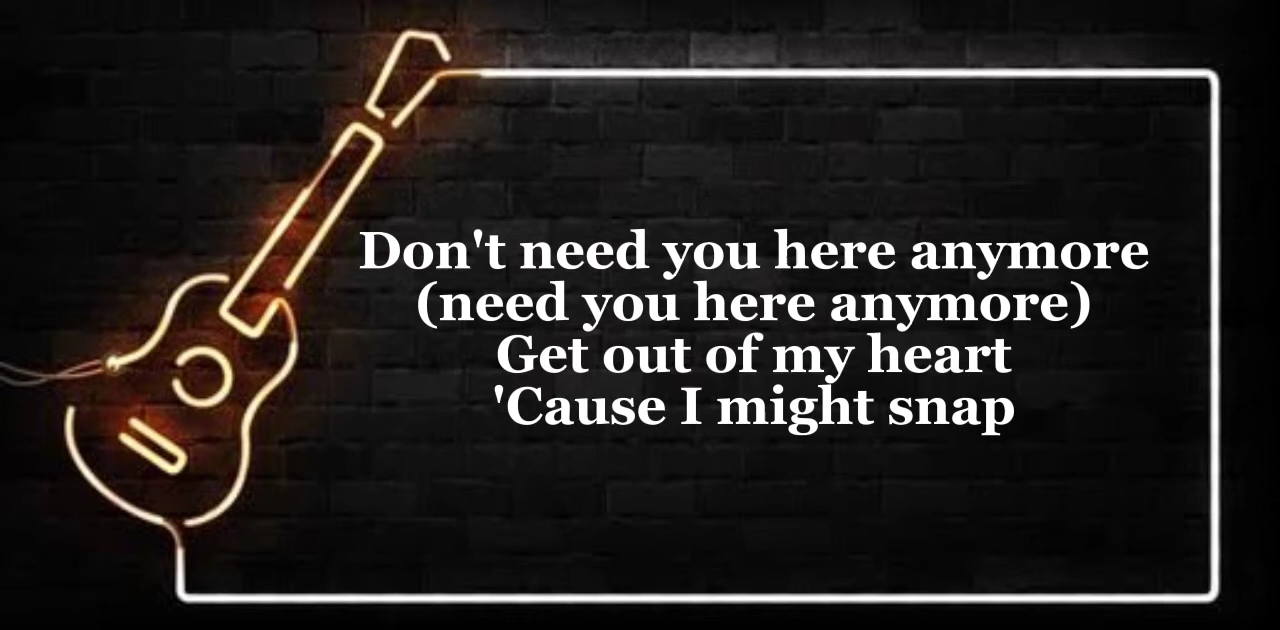 Don't need you here anymore
(need you here anymore)
Get out of my heart
'Cause I might snap